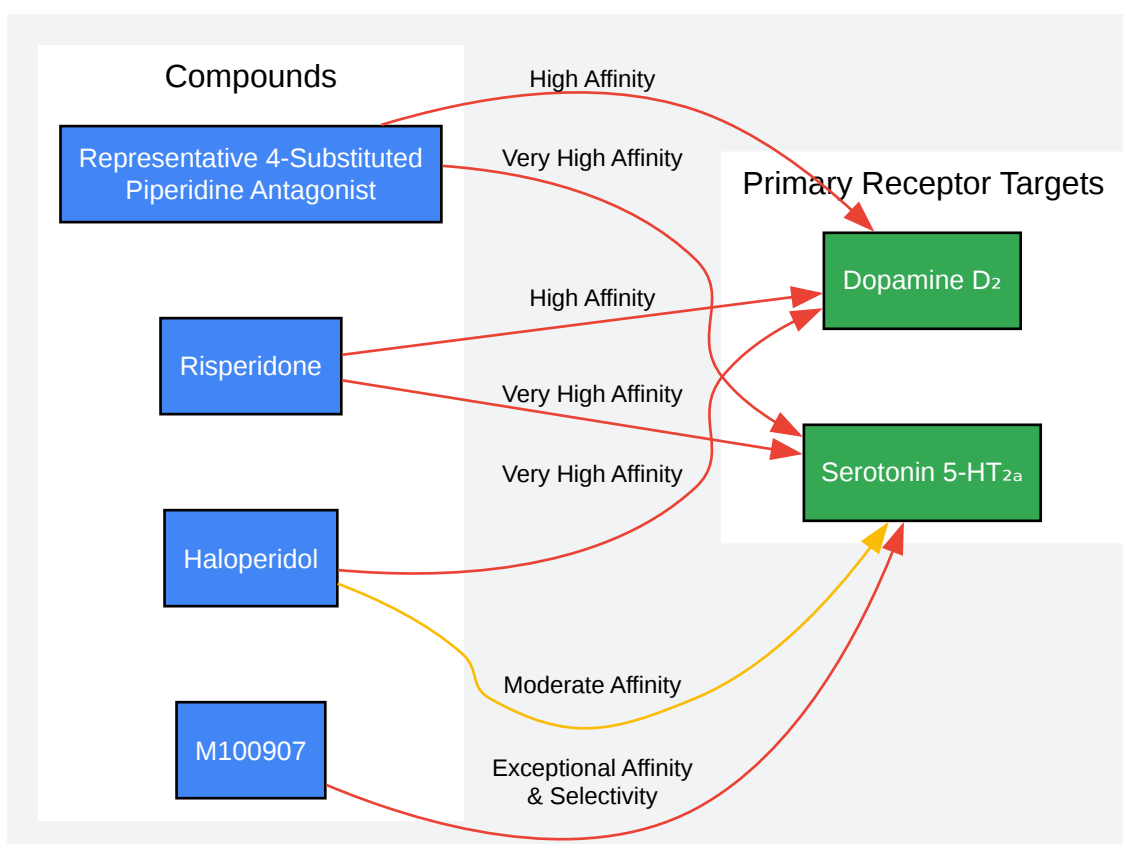 Compounds
High Affinity
Representative 4-Substituted
Piperidine Antagonist
Very High Affinity
Primary Receptor Targets
Dopamine D₂
High Affinity
Risperidone
Very High Affinity
Very High Affinity
Serotonin 5-HT₂ₐ
Haloperidol
Moderate Affinity
M100907
Exceptional Affinity
& Selectivity